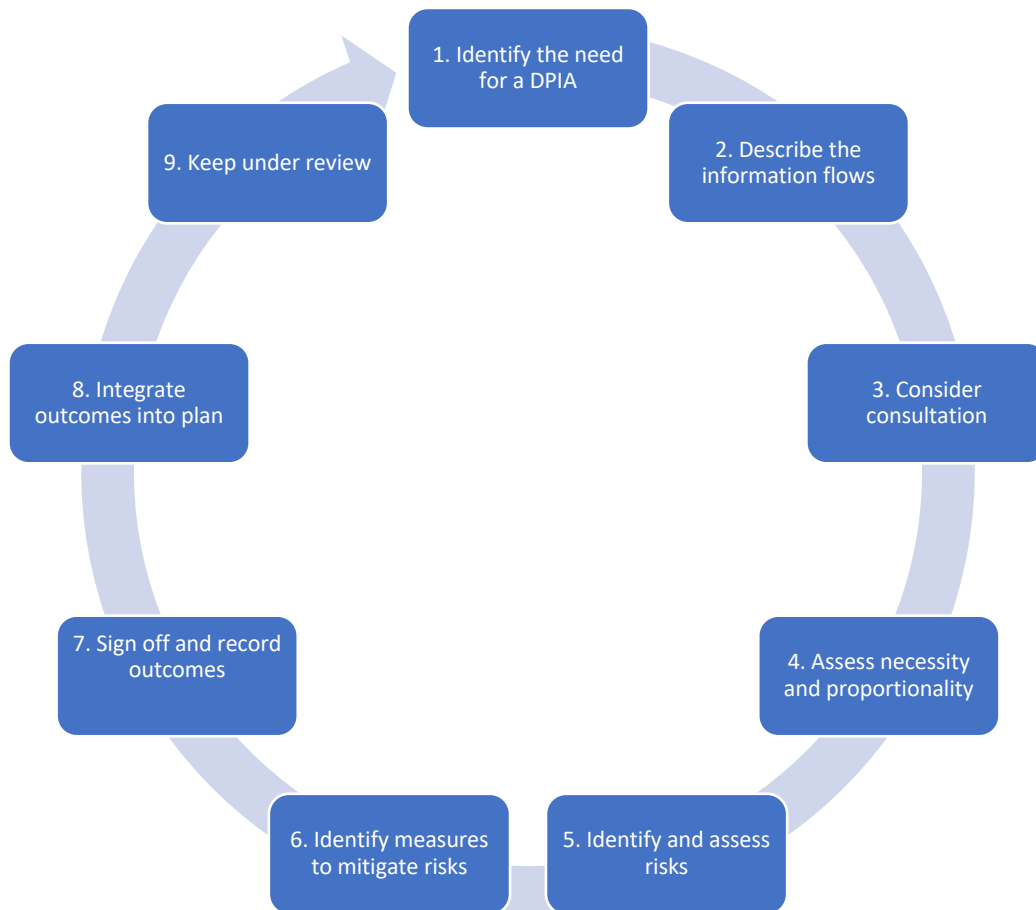 1. Identify the need
for a DPIA
2. Describe the
information flows
3. Consider
consultation
4. Assess necessity
and proportionality
5. Identify and assess
risks
6. Identify measures
to mitigate risks
7. Sign off and record
outcomes
8. Integrate
outcomes into plan
9. Keep under review